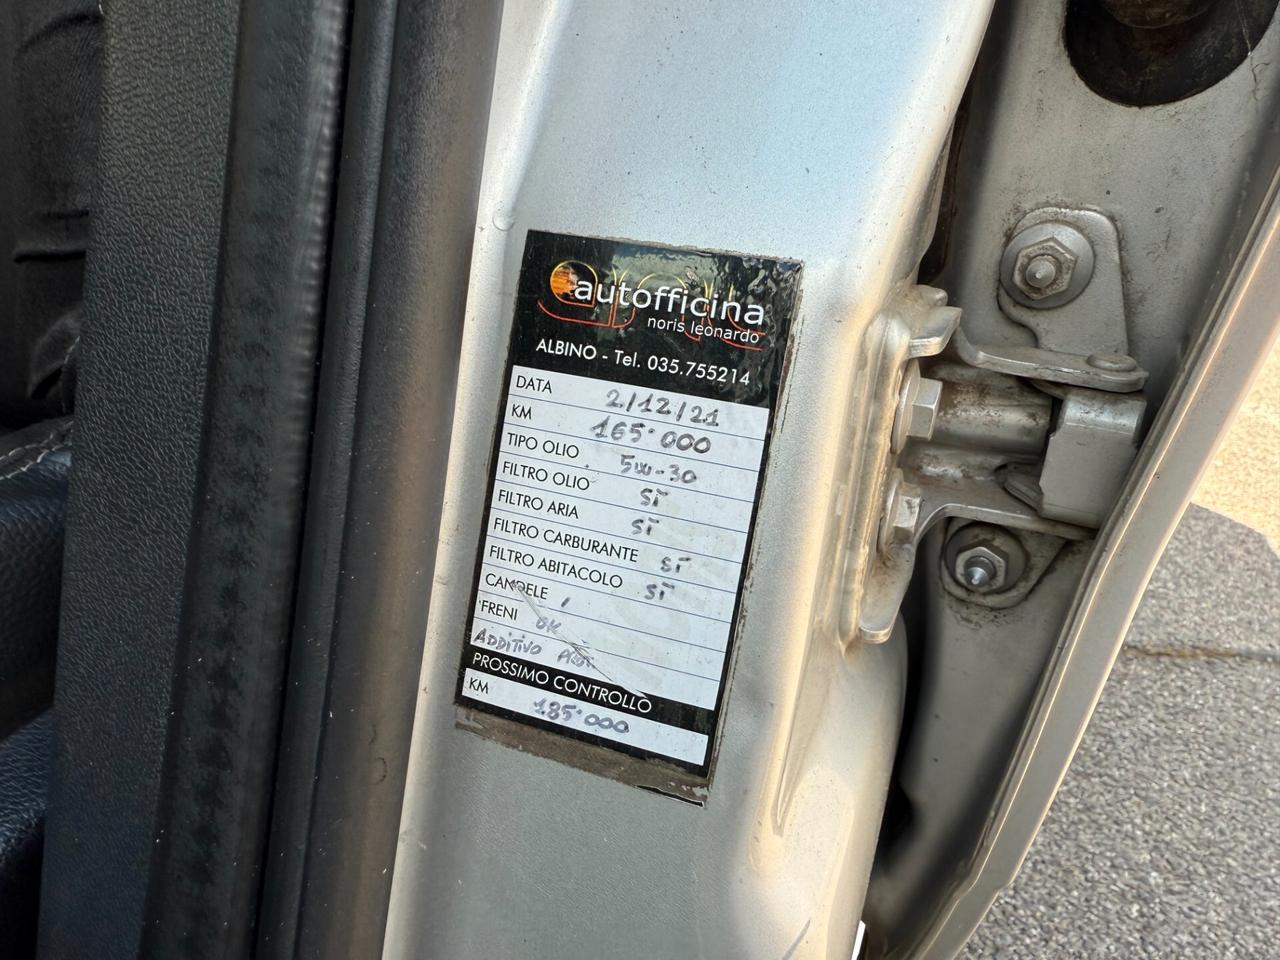 autofficina
noris leonardo
ALBINO - Tel. 035.755214
DATA 2/12/21
KM 165.000
TIPO OLIO 5W-30
FILTRO OLIO SI
FILTRO ARIA SI
FILTRO CARBURANTE SI
FILTRO ABITACOLO SI
CANDELE /
FRENI OK
ADDITIVO
PROSSIMO CONTROLLO
KM 185.000